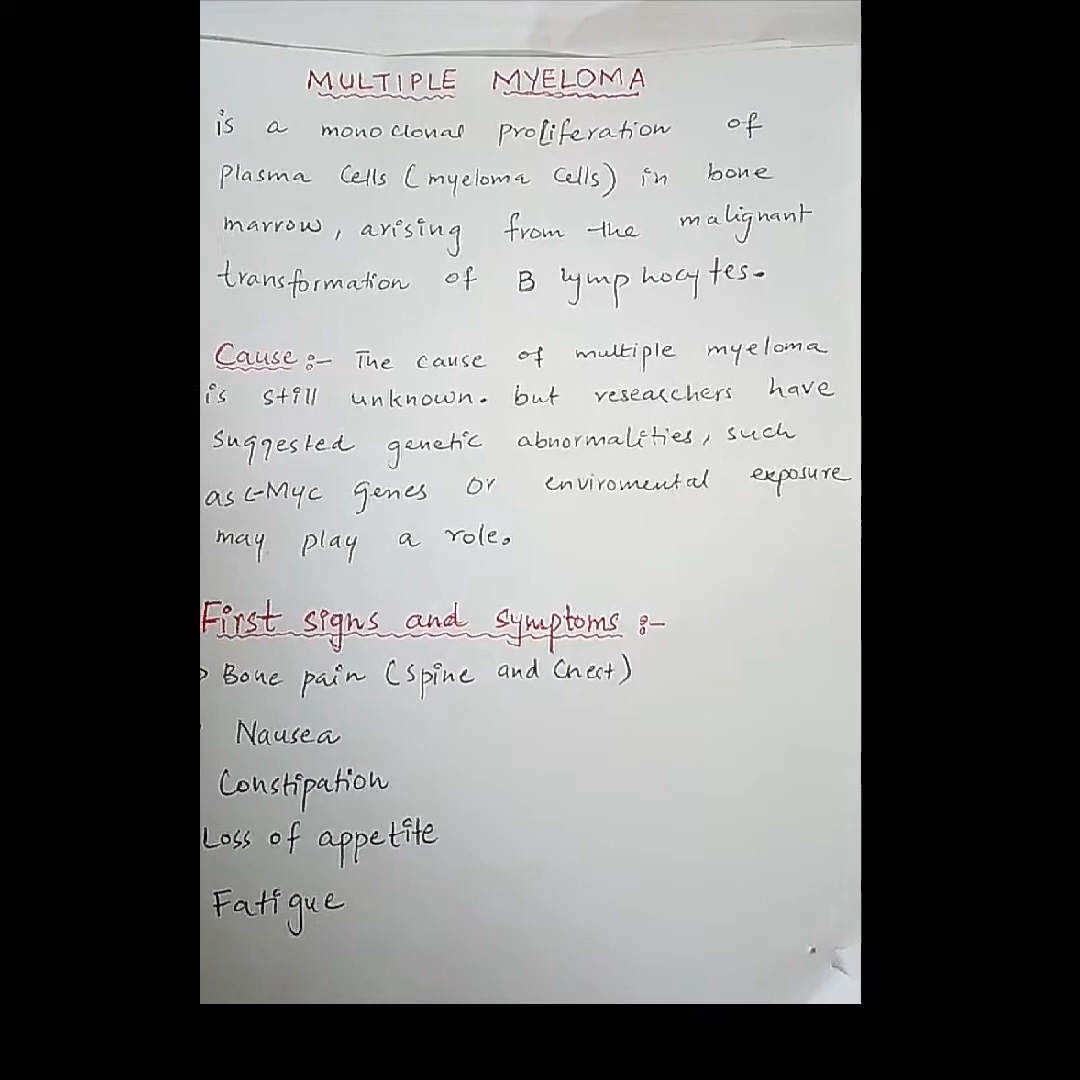 MULTIPLE MYELOMA
is a monoclonal proliferation of
Plasma Cells (myeloma Cells) in bone
marrow, arising from the malignant
transformation of B lymphocytes.
Cause :- The cause of multiple myeloma
is still unknown. but researchers have
suggested genetic abnormalities, such
as c-Myc genes or enviromental exposure
may play a role.
First signs and symptoms :-
Bone pain (Spine and Chest)
Nausea
Constipation
Loss of appetite
Fatigue